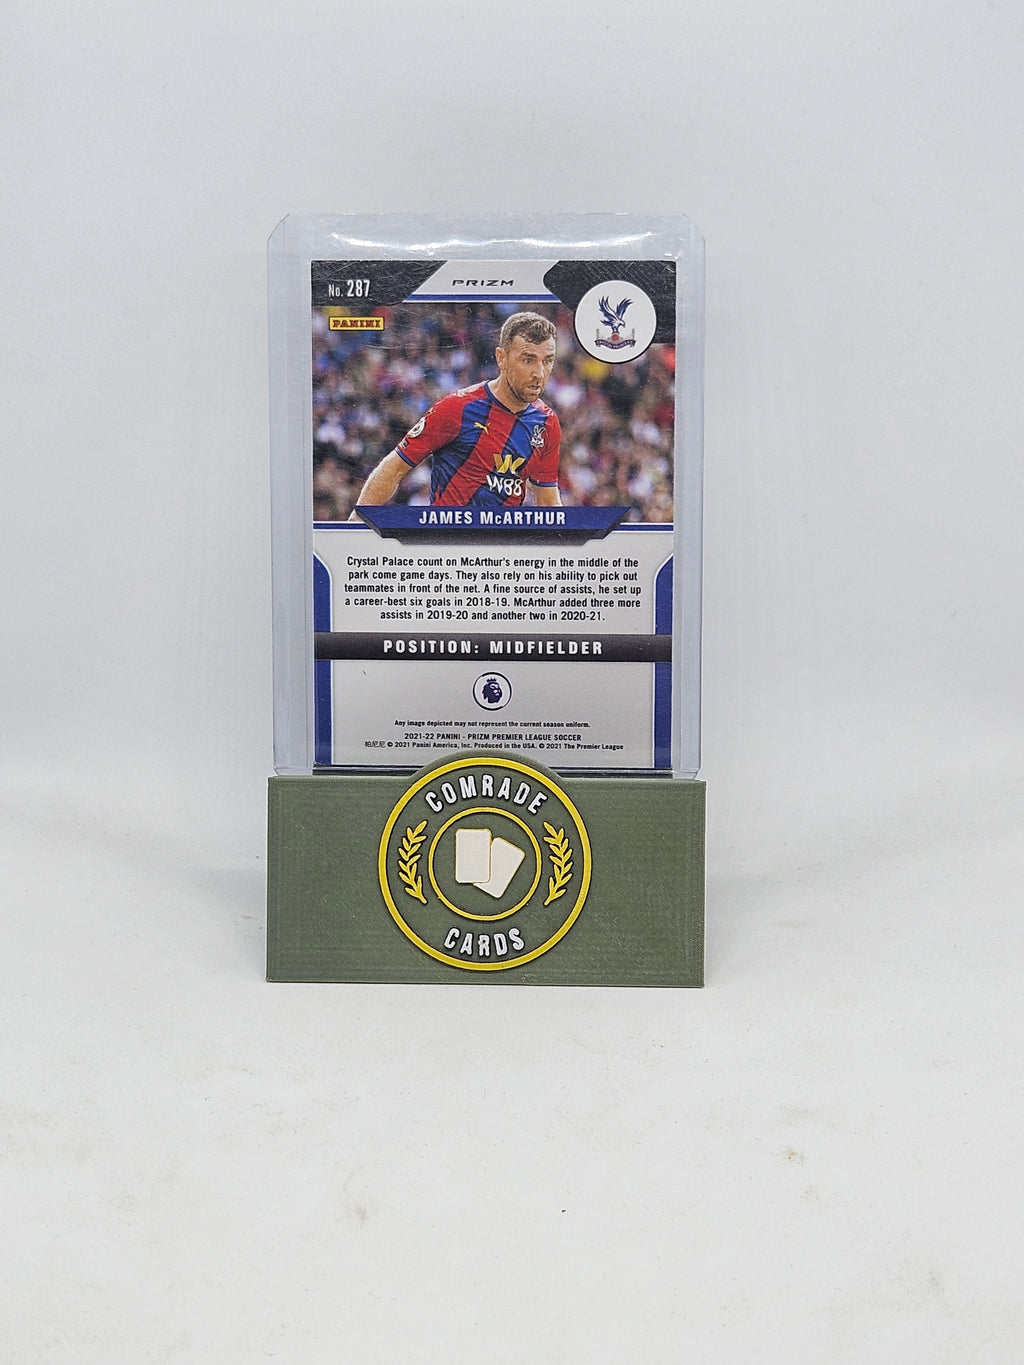 No. 287
PRIZM
PANINI
W88
JAMES McARTHUR
Crystal Palace count on McArthur's energy in the middle of the
park come game days. They also rely on his ability to pick out
teammates in front of the net. A fine source of assists, he set up
a career-best six goals in 2018-19. McArthur added three more
assists in 2019-20 and another two in 2020-21.
POSITION: MIDFIELDER
Any image depicted may not represent the current season uniform.
2021-22 PANINI - PRIZM PREMIER LEAGUE SOCCER
帕尼尼 © 2021 Panini America, Inc. Produced in the USA. © 2021 The Premier League
COMRADE
CARDS